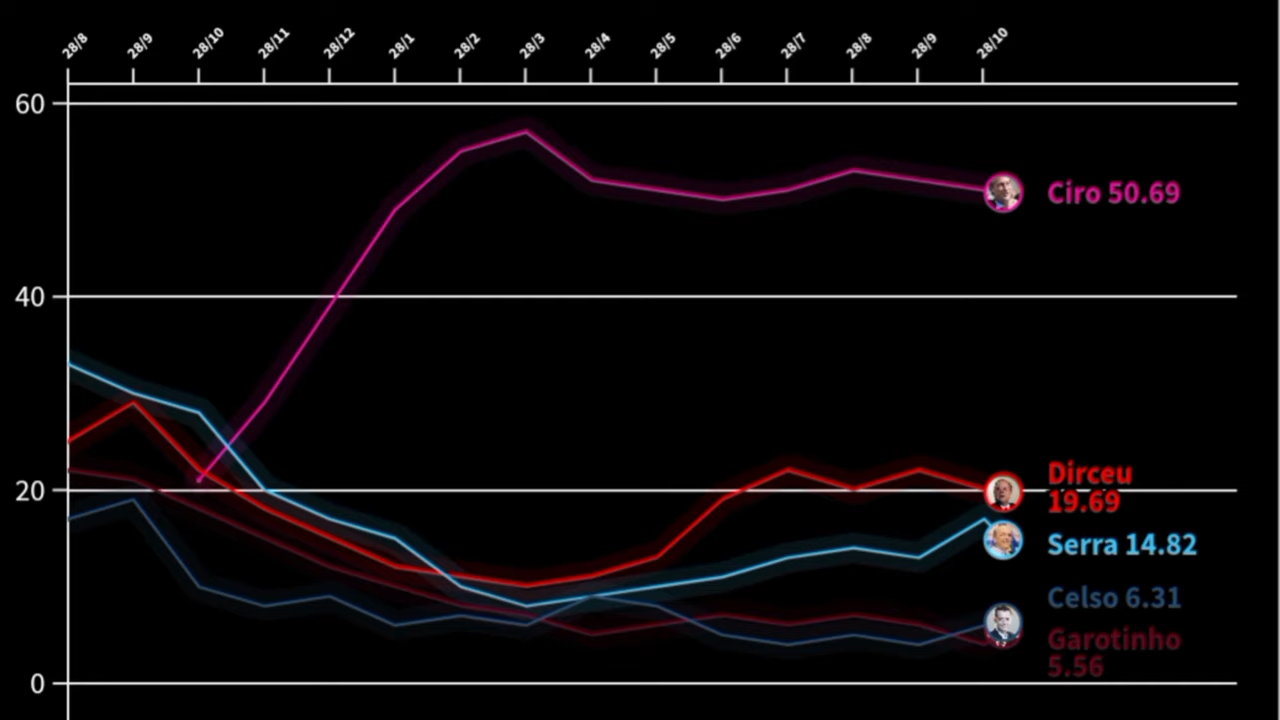 28/8 28/9 28/10 28/11 28/12 28/1 28/2 28/3 28/4 28/5 28/6 28/7 28/8 28/9 28/10
60
Ciro 50.69
40
Dirceu
20
19.69
Serra 14.82
Celso 6.31
Garotinho
5.56
0